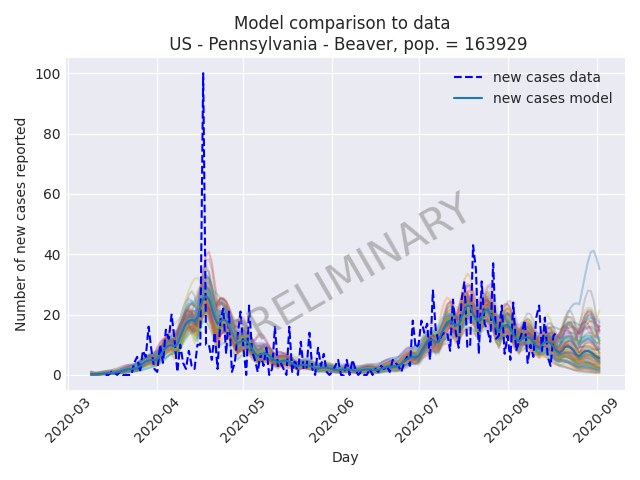 Model comparison to data
US - Pennsylvania - Beaver, pop. = 163929
new cases data
new cases model
PRELIMINARY
Number of new cases reported
100
80
60
40
20
0
2020-03
2020-04
2020-05
2020-06
2020-07
2020-08
2020-09
Day